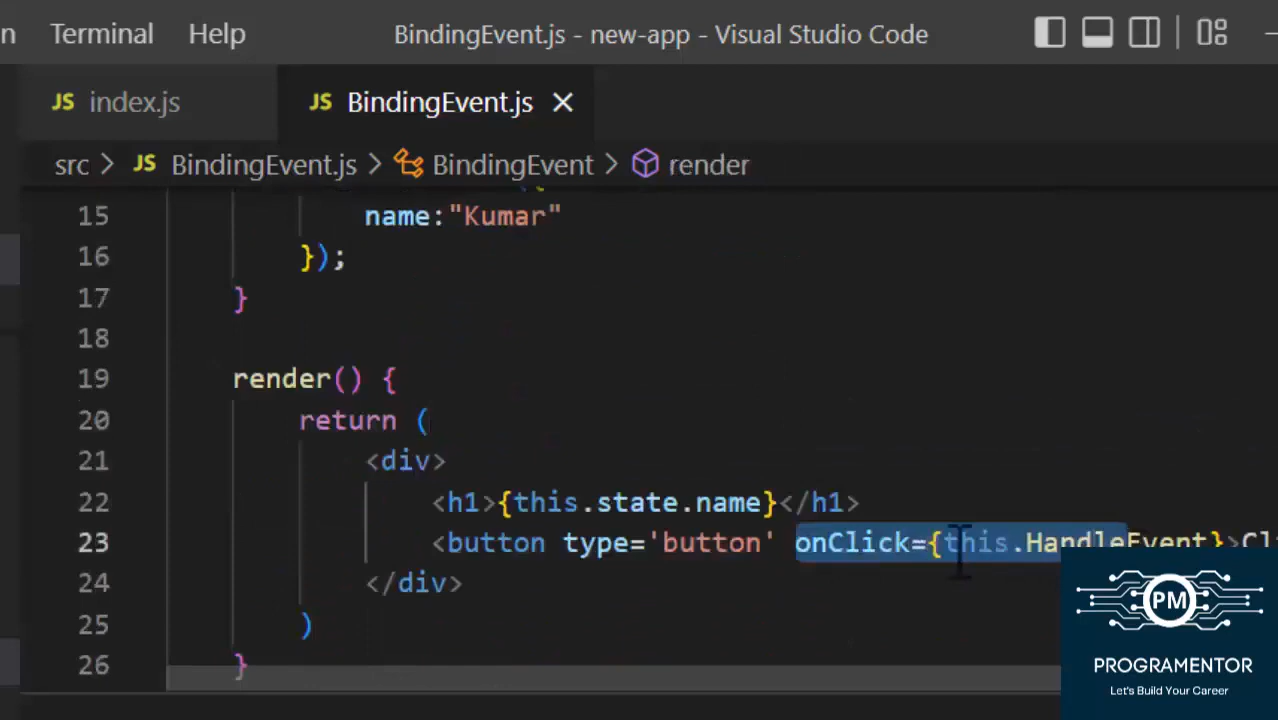 n Terminal Help BindingEvent.js - new-app - Visual Studio Code
JS index.js JS BindingEvent.js
src > JS BindingEvent.js > BindingEvent > render
15 name:"Kumar"
16 });
17 }
18
19 render() {
20 return (
21 <div>
22 <h1>{this.state.name}</h1>
23 <button type='button' onClick={this.HandleEvent}>Cl
24 </div>
25 )
26 }
PM
PROGRAMENTOR
Let's Build Your Career